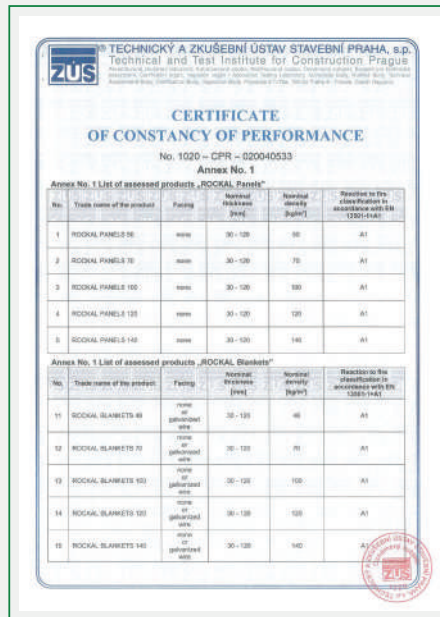 ZÚS
® TECHNICKÝ A ZKUŠEBNÍ ÚSTAV STAVEBNÍ PRAHA, s.p.
Technical and Test Institute for Construction Prague
CERTIFICATE
OF CONSTANCY OF PERFORMANCE
No. 1020 – CPR – 020040533
Annex No. 1
Annex No. 1 List of assessed products „ROCKAL Panels"
No. Trade name of the product Facing Nominal thickness [mm] Nominal density [kg/m³] Reaction to fire classification in accordance with EN 13501-1+A1
1 ROCKAL PANELS 50 none 30 - 120 50 A1
2 ROCKAL PANELS 70 none 30 - 120 70 A1
3 ROCKAL PANELS 100 none 30 - 120 100 A1
4 ROCKAL PANELS 120 none 30 - 120 120 A1
5 ROCKAL PANELS 140 none 30 - 120 140 A1
Annex No. 1 List of assessed products „ROCKAL Blankets"
No. Trade name of the product Facing Nominal thickness [mm] Nominal density [kg/m³] Reaction to fire classification in accordance with EN 13501-1+A1
11 ROCKAL BLANKETS none or galvanized wire 30 - 120 A1
12 ROCKAL BLANKETS 70 none or galvanized wire 30 - 120 70 A1
13 ROCKAL BLANKETS 100 none or galvanized wire 30 - 120 100 A1
14 ROCKAL BLANKETS 120 none or galvanized wire 30 - 120 120 A1
15 ROCKAL BLANKETS 140 none or galvanized wire 30 - 120 140 A1
ZÚS